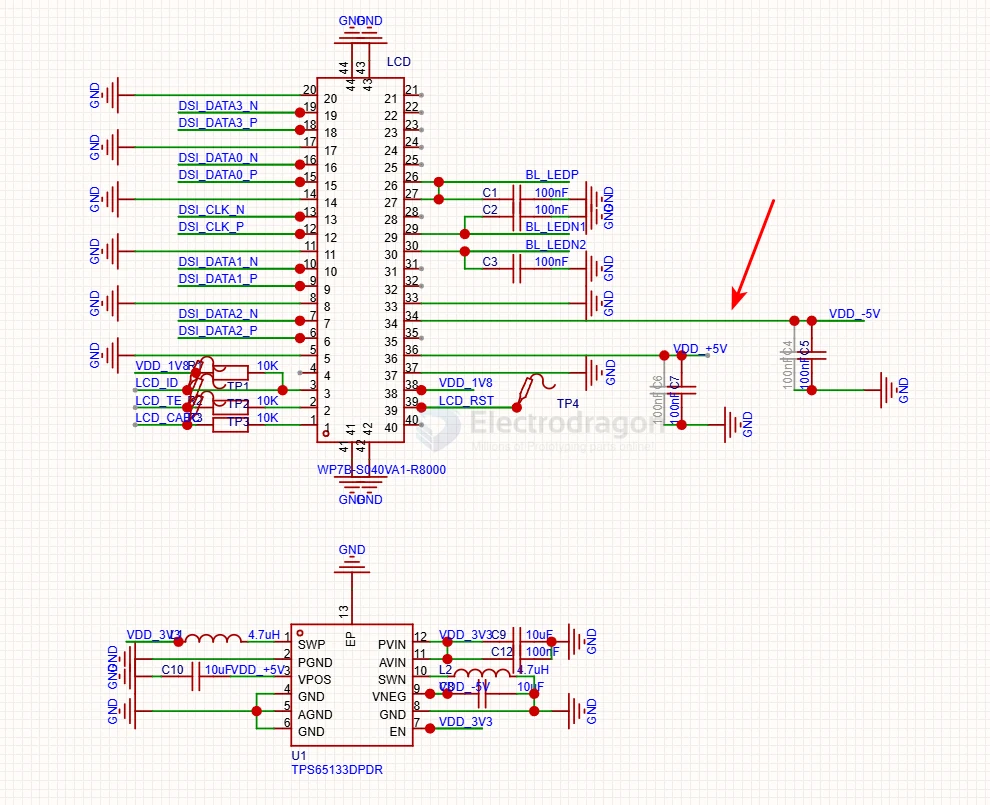 GND GND
LCD
44 43
44 43
GND 20 20 21 21
DSI_DATA3_N 19 19 22 22
DSI_DATA3_P 18 18 23 23
GND 17 17 24 24
DSI_DATA0_N 16 16 25 25
DSI_DATA0_P 15 15 26 26 BL_LEDP
GND 14 14 27 27 C1 100nF GND
DSI_CLK_N 13 13 28 28 C2 100nF GND
DSI_CLK_P 12 12 29 29 BL_LEDN1
GND 11 11 30 30 BL_LEDN2
DSI_DATA1_N 10 10 31 31 C3 100nF GND
DSI_DATA1_P 9 9 32 32
GND 8 8 33 33 GND
DSI_DATA2_N 7 7 34 34 VDD_-5V
DSI_DATA2_P 6 6 35 35 100nF C4 100nF C5
GND 5 5 36 36 VDD_+5V
VDD_1V8 10K 4 4 37 37 GND
LCD_ID TP1 3 3 38 38 VDD_1V8 100nF C6 100nF C7 GND
LCD_TE R2 TP2 10K 2 2 39 39 LCD_RST TP4
LCD_CABC R3 TP3 10K 1 1 40 40 GND
41 42
41 42
Electrodragon
WP7B-S040VA1-R8000
GND GND
GND
13
EP
VDD_3V3 L1 4.7uH 1 SWP PVIN 12 VDD_3V3 C9 10uF GND
GND 2 PGND AVIN 11 C12 100nF
GND C10 10uF VDD_+5V 3 VPOS SWN 10 L2 4.7uH
4 GND VNEG 9 VDD_-5V 10uF
GND 5 AGND GND 8 GND
6 GND EN 7 VDD_3V3
U1
TPS65133DPDR